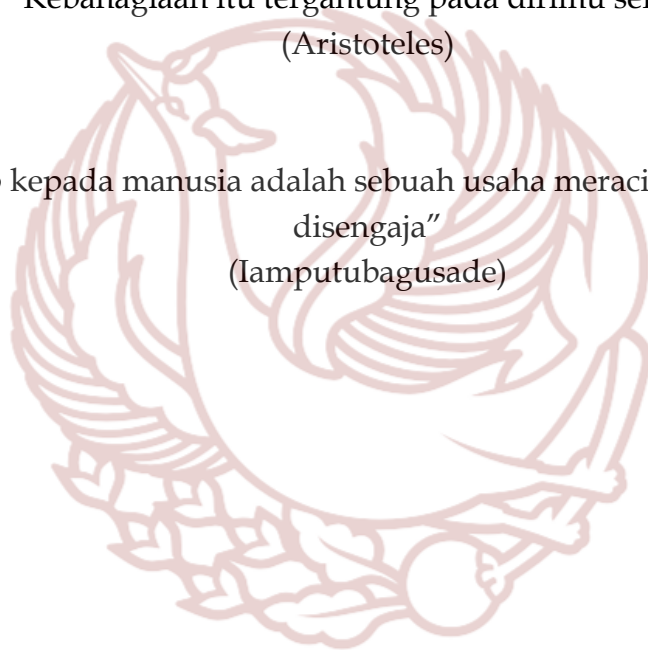 Kebahagiaan itu tergantung pada dirimu
(Aristoteles)
kepada manusia adalah sebuah usaha
disengaja”
(Iamputubagusade)